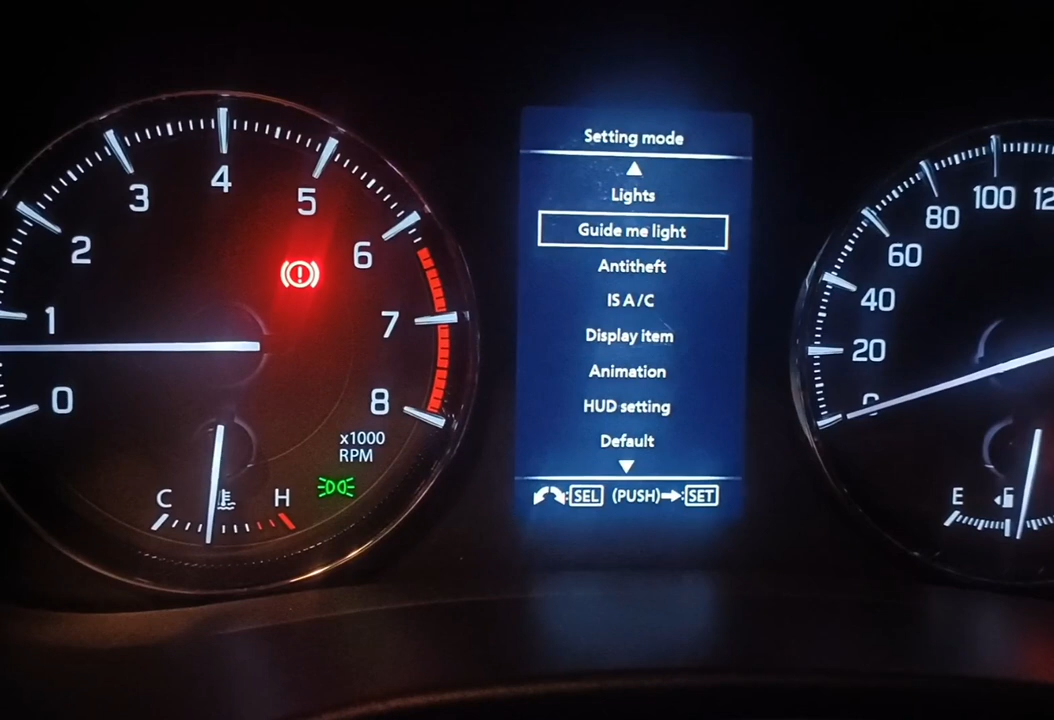 0
1
2
3
4
5
6
7
8
x1000
RPM
C
H
Setting mode
Lights
Guide me light
Antitheft
IS A/C
Display item
Animation
HUD setting
Default
:SEL (PUSH) :SET
20
40
60
80
100
E